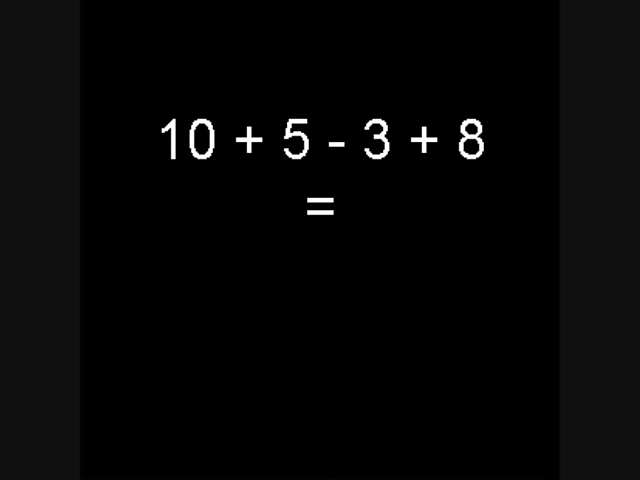 10 + 5 - 3 + 8
=